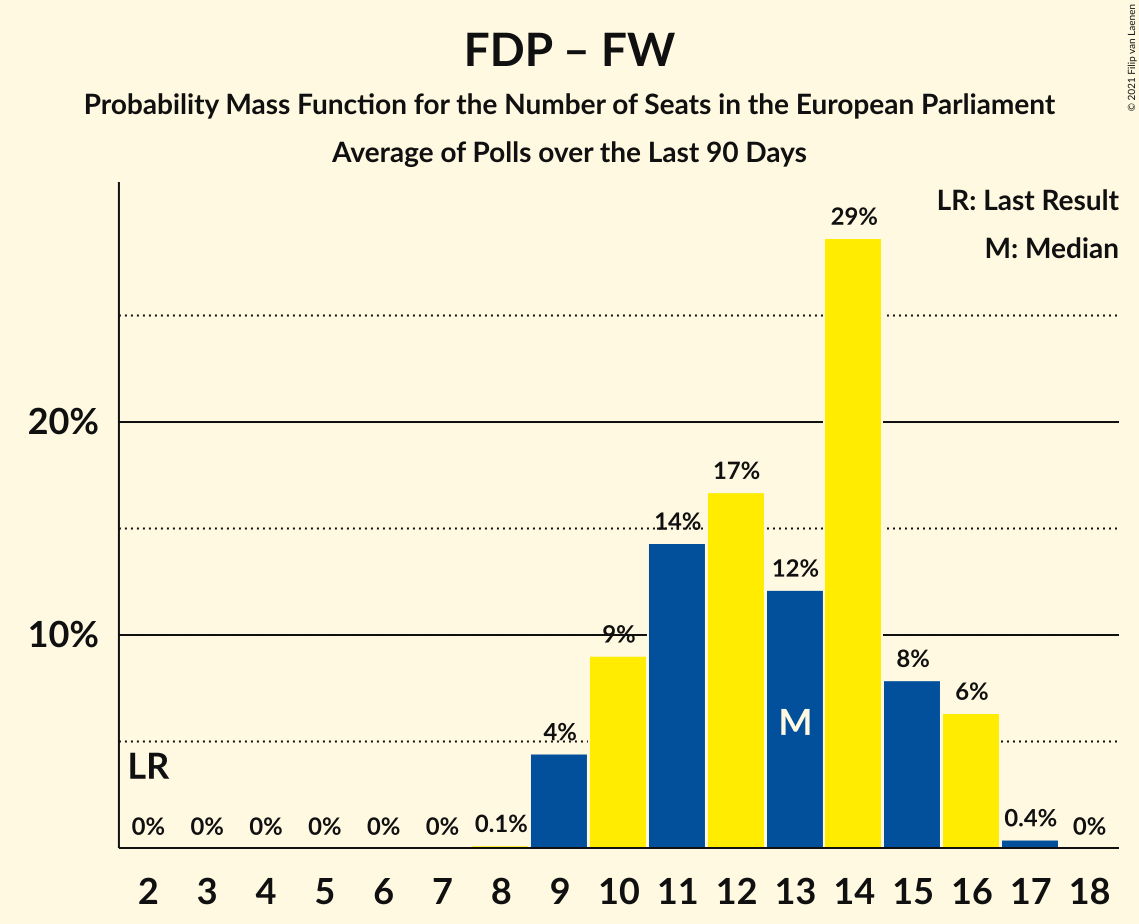 FDP – FW
Probability Mass Function for the Number of Seats in the European Parliament
Average of Polls over the Last 90 Days
© 2021 Filip van Laenen
LR: Last Result
M: Median
29%
20%
17%
14%
12%
10%
9%
8%
6%
M
4%
LR
0% 0% 0% 0% 0% 0% 0.1% 0.4% 0%
2 3 4 5 6 7 8 9 10 11 12 13 14 15 16 17 18